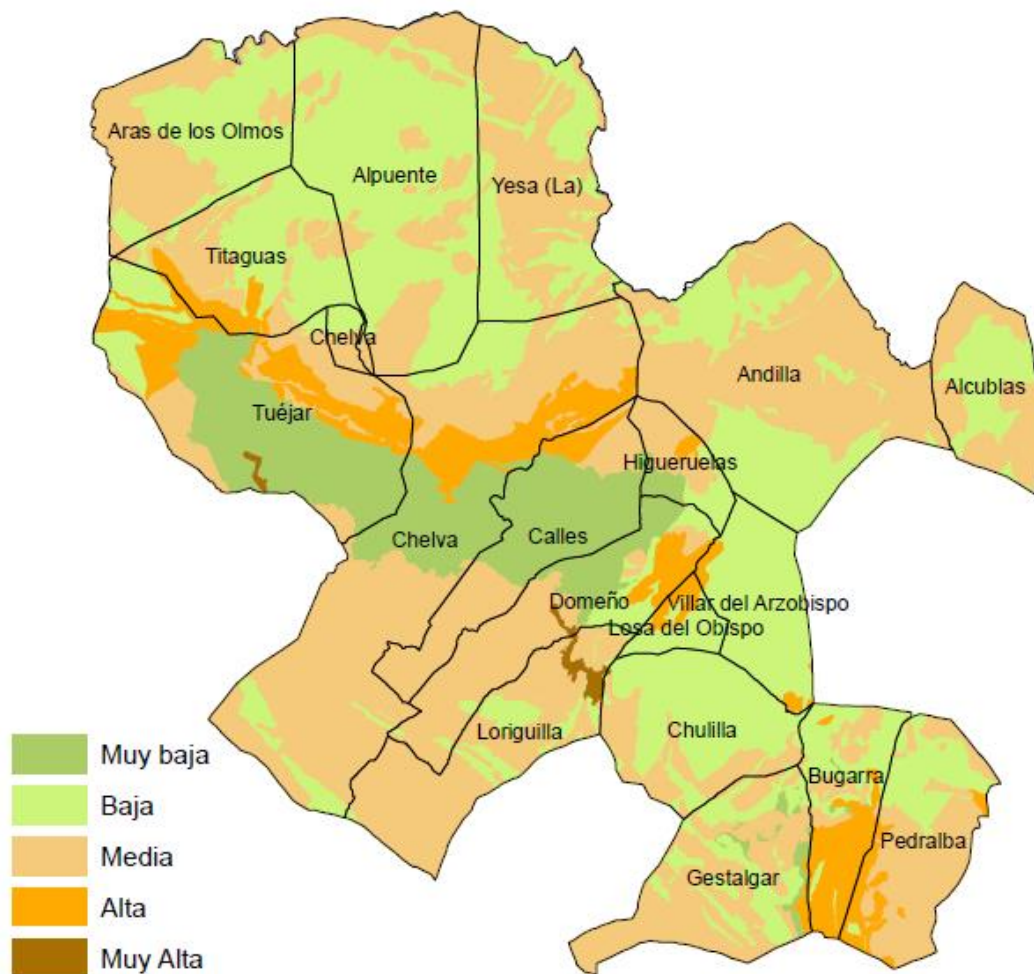 Aras de los Olmos
Alpuente
Yesa (La)
Titaguas
Chelva
Andilla
Alcublas
Tuéjar
Higueruelas
Chelva
Calles
Domeño
Villar del Arzobispo
Losa del Obispo
Loriguilla
Chulilla
Bugarra
Pedralba
Gestalgar
Muy baja
Baja
Media
Alta
Muy Alta